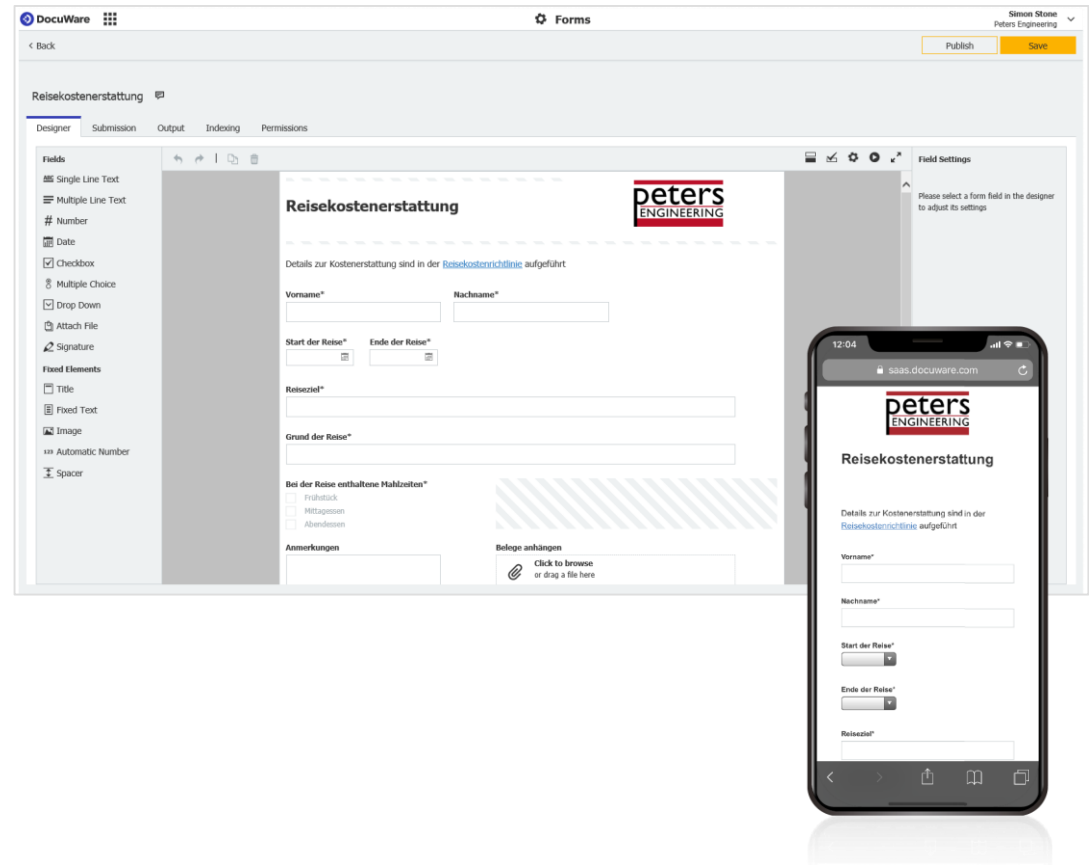 DocuWare
Forms
Simon Stone
Peters Engineering
< Back
Publish
Save
Reisekostenerstattung
Designer
Submission
Output
Indexing
Permissions
Fields
Single Line Text
Multiple Line Text
Number
Date
Checkbox
Multiple Choice
Drop Down
Attach File
Signature
Fixed Elements
Title
Fixed Text
Image
123 Automatic Number
Spacer
Reisekostenerstattung
peters
ENGINEERING
Details zur Kostenerstattung sind in der Reisekostenrichtlinie aufgeführt
Vorname*
Nachname*
Start der Reise*
Ende der Reise*
Reiseziel*
Grund der Reise*
Bei der Reise enthaltene Mahlzeiten*
Frühstück
Mittagessen
Abendessen
Anmerkungen
Belege anhängen
Click to browse
or drag a file here
Field Settings
Please select a form field in the designer
to adjust its settings
12:04
saas.docuware.com
peters
ENGINEERING
Reisekostenerstattung
Details zur Kostenerstattung sind in der
Reisekostenrichtlinie aufgeführt
Vorname*
Nachname*
Start der Reise*
Ende der Reise*
Reiseziel*